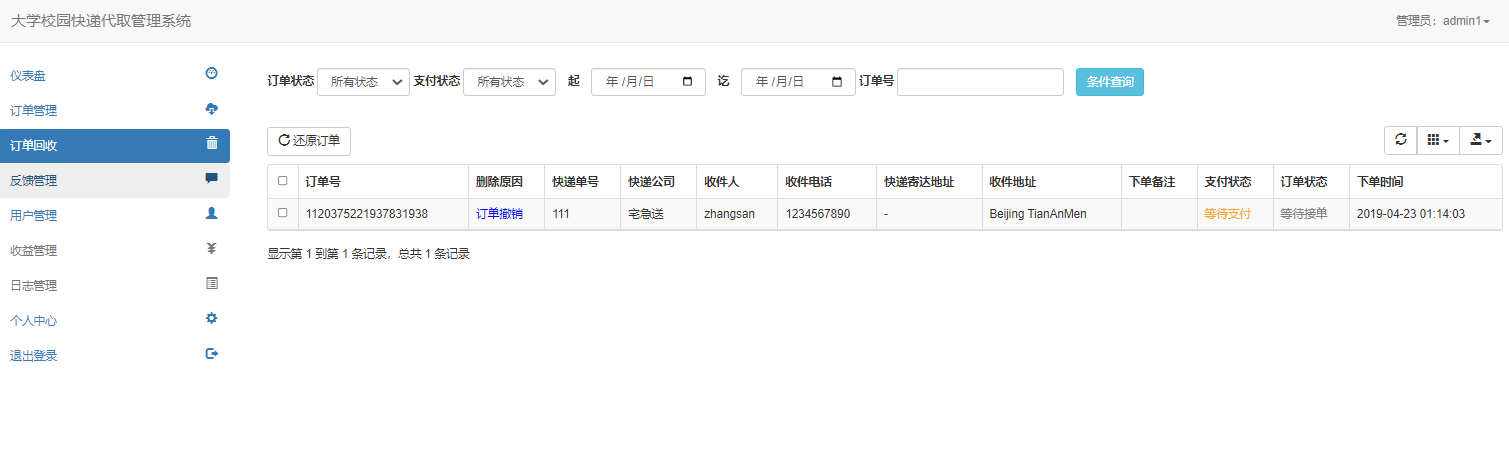 大学校园快递代取管理系统
管理员：admin1
仪表盘
订单管理
订单回收
反馈管理
用户管理
收益管理
日志管理
个人中心
退出登录
订单状态 所有状态 支付状态 所有状态 起 年 /月/日 讫 年 /月/日 订单号 条件查询
还原订单
订单号 删除原因 快递单号 快递公司 收件人 收件电话 快递寄达地址 收件地址 下单备注 支付状态 订单状态 下单时间
1120375221937831938 订单撤销 111 宅急送 zhangsan 1234567890 - Beijing TianAnMen 等待支付 等待接单 2019-04-23 01:14:03
显示第 1 到第 1 条记录，总共 1 条记录